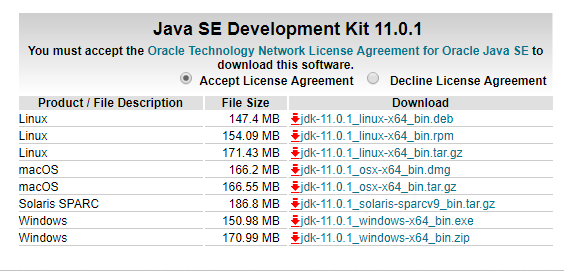 Java SE Development Kit 11.0.1
You must accept the Oracle Technology Network License Agreement for Oracle Java SE to
download this software.
Accept License Agreement Decline License Agreement
Product / File Description File Size Download
Linux 147.4 MB jdk-11.0.1_linux-x64_bin.deb
Linux 154.09 MB jdk-11.0.1_linux-x64_bin.rpm
Linux 171.43 MB jdk-11.0.1_linux-x64_bin.tar.gz
macOS 166.2 MB jdk-11.0.1_osx-x64_bin.dmg
macOS 166.55 MB jdk-11.0.1_osx-x64_bin.tar.gz
Solaris SPARC 186.8 MB jdk-11.0.1_solaris-sparcv9_bin.tar.gz
Windows 150.98 MB jdk-11.0.1_windows-x64_bin.exe
Windows 170.99 MB jdk-11.0.1_windows-x64_bin.zip